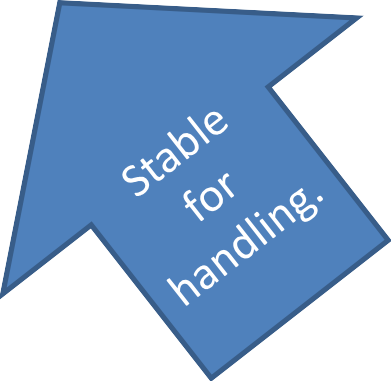 Stable
for
handling.